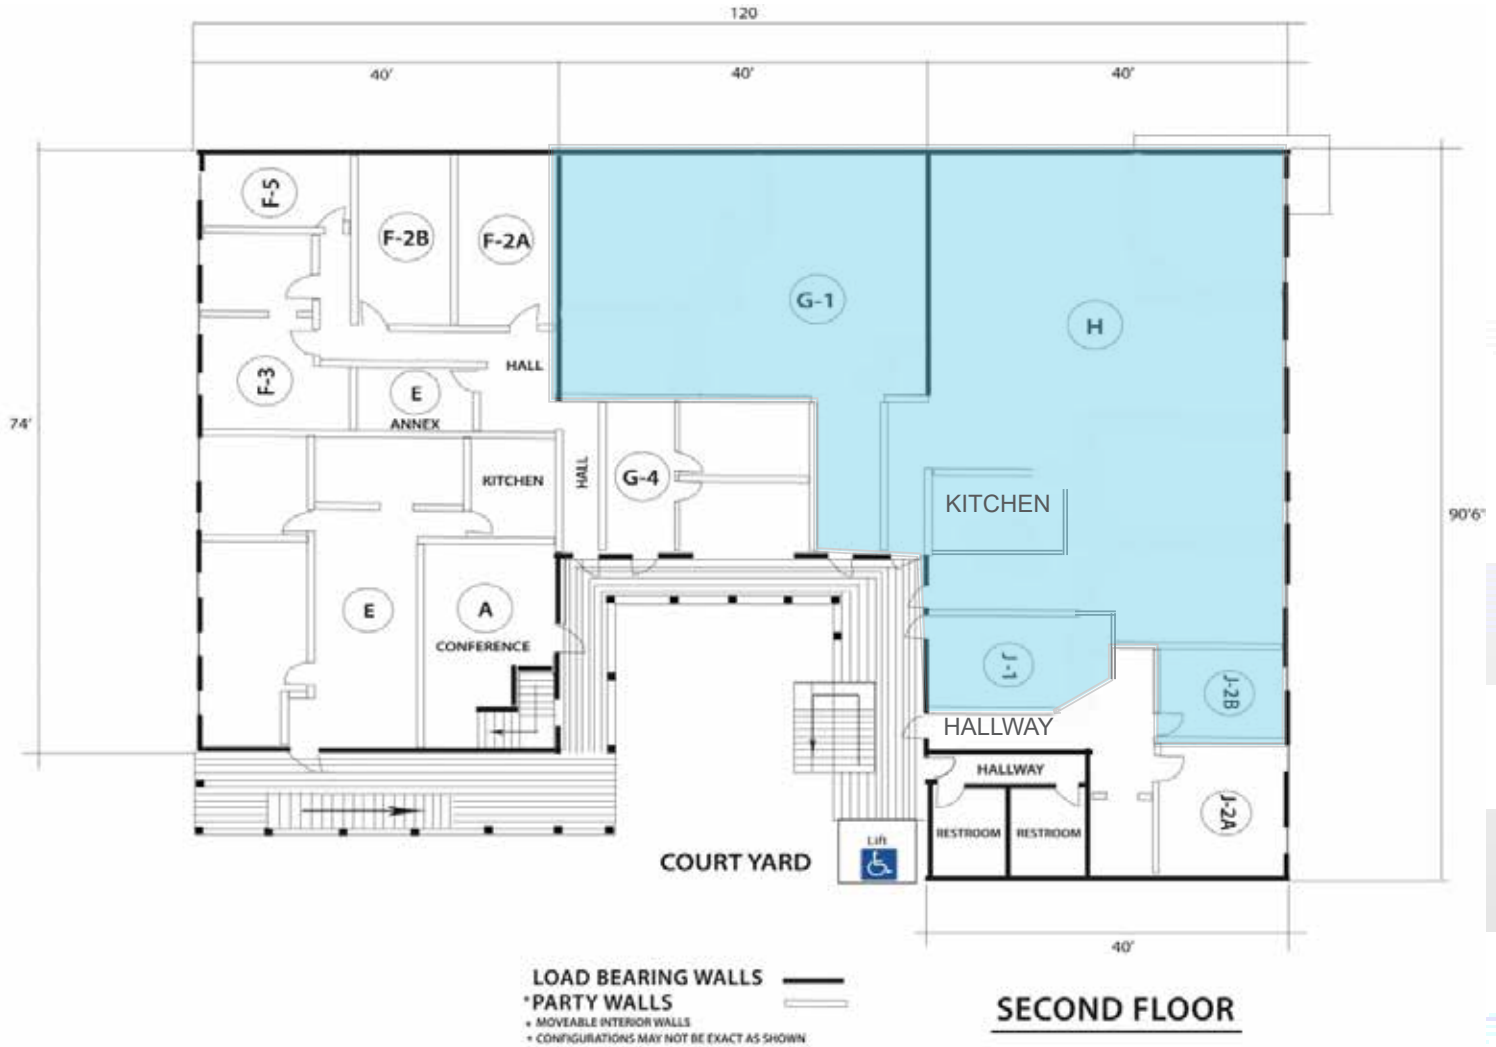 120
40'
40'
40'
F-5
F-2B
F-2A
G-1
H
HALL
F-3
E
ANNEX
74'
KITCHEN
HALL
G-4
KITCHEN
90'6"
E
A
CONFERENCE
J-1
J-2B
HALLWAY
HALLWAY
J-2A
RESTROOM
RESTROOM
Lift
COURT YARD
40'
LOAD BEARING WALLS
*PARTY WALLS
• MOVEABLE INTERIOR WALLS
• CONFIGURATIONS MAY NOT BE EXACT AS SHOWN
SECOND FLOOR